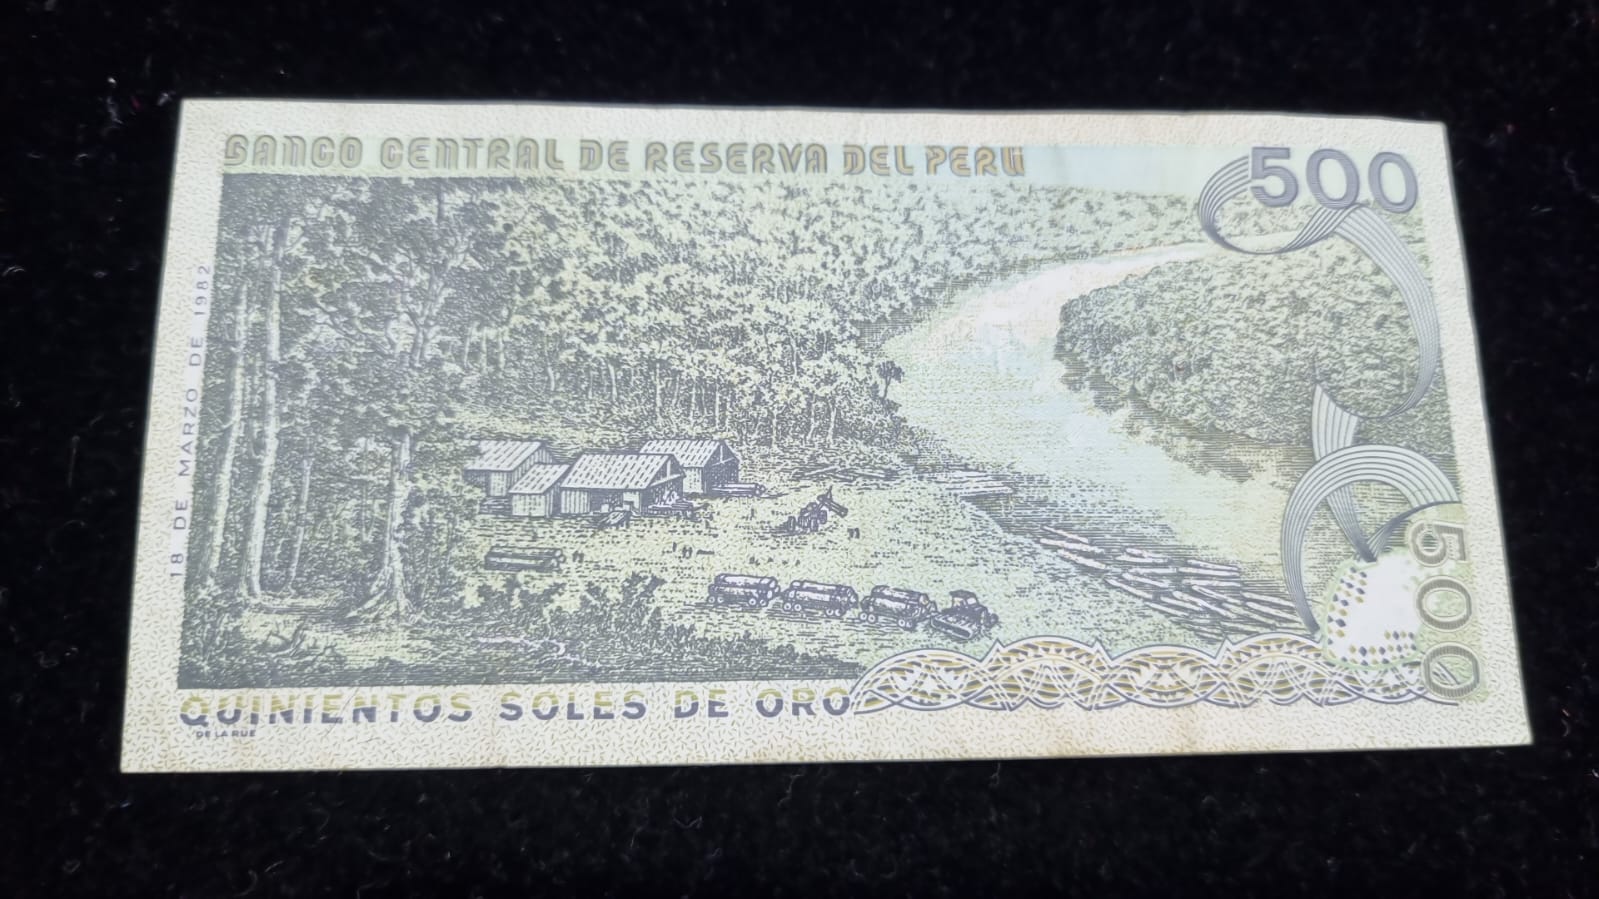 BANCO CENTRAL DE RESERVA DEL PERÚ
500
18 DE MARZO DE 1982
500
QUINIENTOS SOLES DE ORO
DE LA RUE